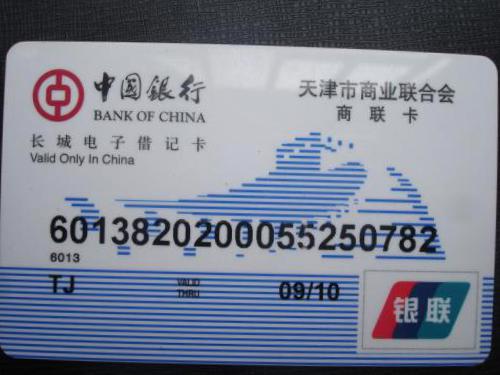 中国銀行
BANK OF CHINA
天津市商业联合会
商联卡
长城电子借记卡
Valid Only In China
6013820200055250782
6013
TJ
VALID
THRU
09/10
银联